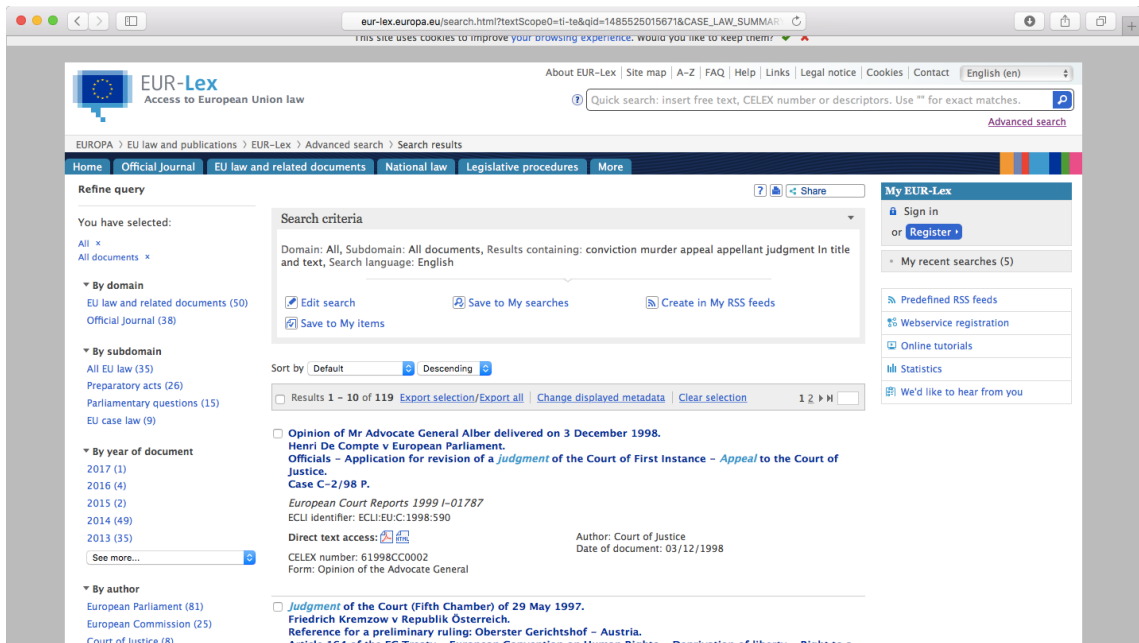 eur-lex.europa.eu/search.html?textScope0=ti-te&qid=1485525015671&CASE_LAW_SUMMAR
This site uses cookies to improve your browsing experience. Would you like to keep them?
EUR-Lex
Access to European Union law
About EUR-Lex | Site map | A-Z | FAQ | Help | Links | Legal notice | Cookies | Contact English (en)
? Quick search: insert free text, CELEX number or descriptors. Use "" for exact matches.
Advanced search
EUROPA > EU law and publications > EUR-Lex > Advanced search > Search results
Home Official Journal EU law and related documents National law Legislative procedures More
Refine query
? Share
You have selected:
All ×
All documents ×
▾ By domain
EU law and related documents (50)
Official Journal (38)
▾ By subdomain
All EU law (35)
Preparatory acts (26)
Parliamentary questions (15)
EU case law (9)
▾ By year of document
2017 (1)
2016 (4)
2015 (2)
2014 (49)
2013 (35)
See more...
▾ By author
European Parliament (81)
European Commission (25)
Court of Justice (8)
Search criteria
Domain: All, Subdomain: All documents, Results containing: conviction murder appeal appellant judgment In title
and text, Search language: English
Edit search Save to My searches Create in My RSS feeds
Save to My items
Sort by Default Descending
Results 1 – 10 of 119 Export selection/Export all | Change displayed metadata | Clear selection 1 2
Opinion of Mr Advocate General Alber delivered on 3 December 1998.
Henri De Compte v European Parliament.
Officials – Application for revision of a judgment of the Court of First Instance – Appeal to the Court of
Justice.
Case C-2/98 P.
European Court Reports 1999 I-01787
ECLI identifier: ECLI:EU:C:1998:590
Direct text access: HTML
CELEX number: 61998CC0002
Form: Opinion of the Advocate General
Author: Court of Justice
Date of document: 03/12/1998
Judgment of the Court (Fifth Chamber) of 29 May 1997.
Friedrich Kremzow v Republik Österreich.
Reference for a preliminary ruling: Oberster Gerichtshof – Austria.
Article 164 of the EC Treaty – European Convention on Human Rights – Deprivation of liberty – Right to a
My EUR-Lex
Sign in
or Register
My recent searches (5)
Predefined RSS feeds
Webservice registration
Online tutorials
Statistics
We'd like to hear from you